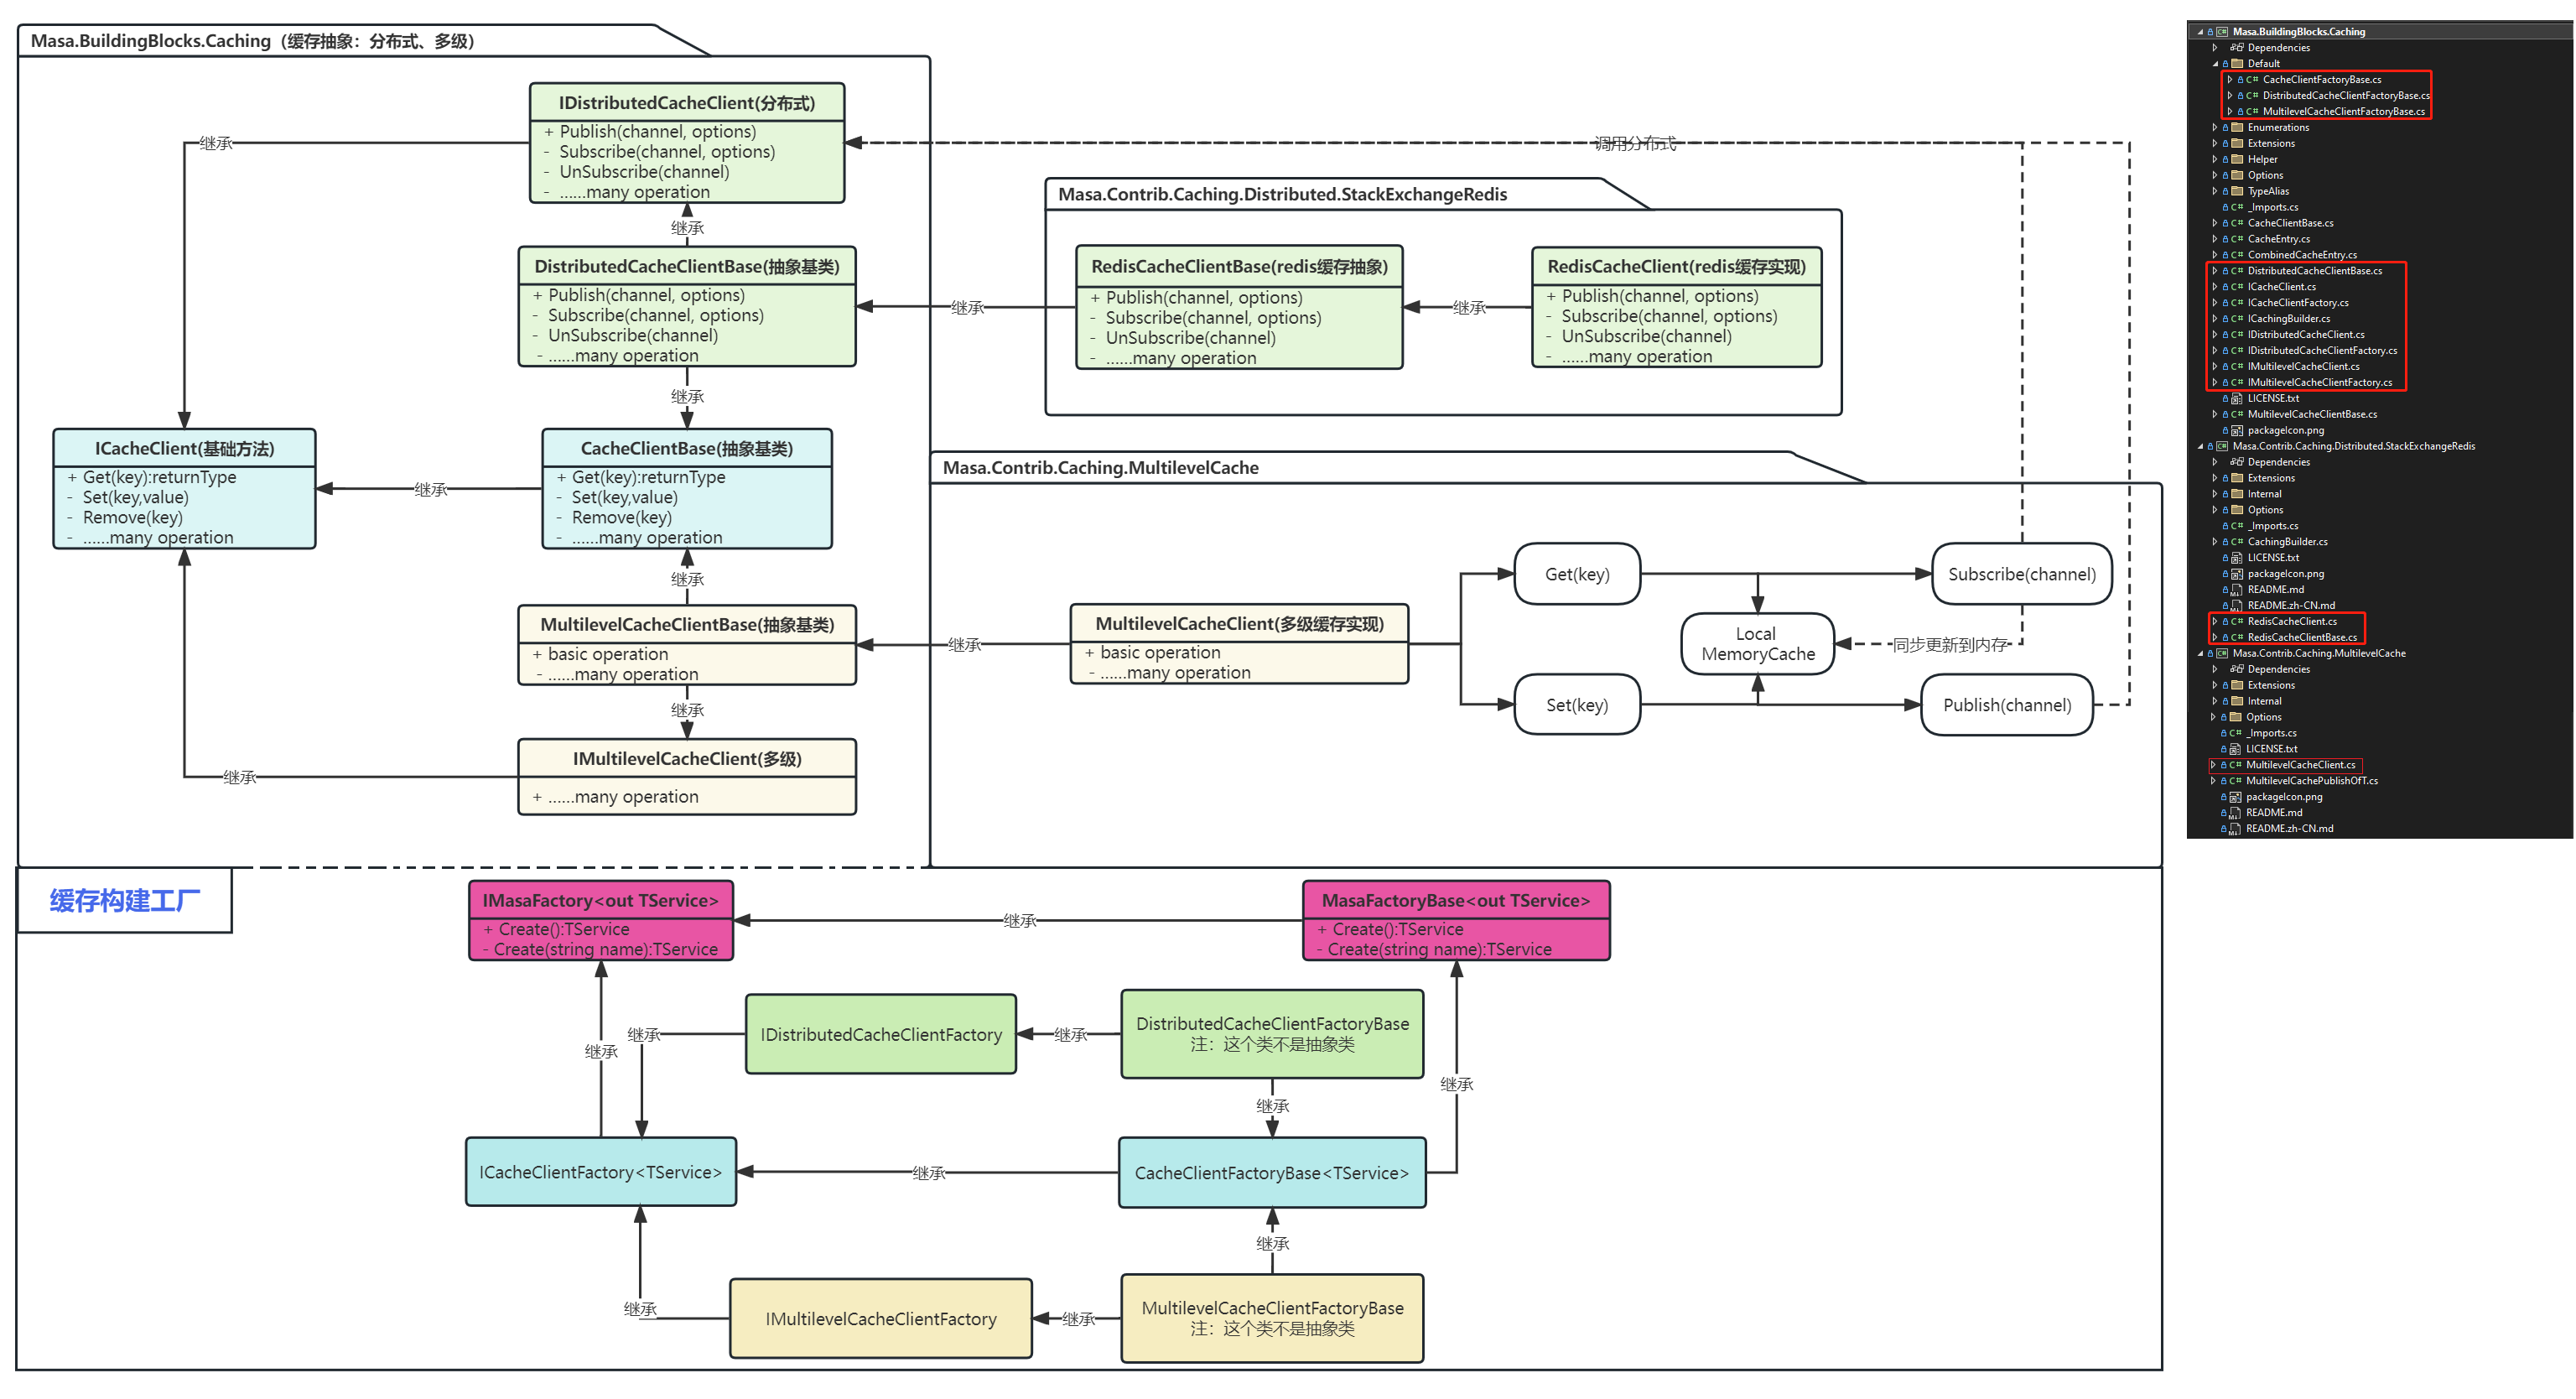 Masa.BuildingBlocks.Caching（缓存抽象：分布式、多级）
IDistributedCacheClient(分布式)
+ Publish(channel, options)
- Subscribe(channel, options)
- UnSubscribe(channel)
- ......many operation
继承
调用分布式
继承
DistributedCacheClientBase(抽象基类)
+ Publish(channel, options)
- Subscribe(channel, options)
- UnSubscribe(channel)
- ......many operation
继承
Masa.Contrib.Caching.Distributed.StackExchangeRedis
RedisCacheClientBase(redis缓存抽象)
+ Publish(channel, options)
- Subscribe(channel, options)
- UnSubscribe(channel)
- ......many operation
继承
RedisCacheClient(redis缓存实现)
+ Publish(channel, options)
- Subscribe(channel, options)
- UnSubscribe(channel)
- ......many operation
继承
ICacheClient(基础方法)
+ Get(key):returnType
- Set(key,value)
- Remove(key)
- ......many operation
继承
CacheClientBase(抽象基类)
+ Get(key):returnType
- Set(key,value)
- Remove(key)
- ......many operation
继承
MultilevelCacheClientBase(抽象基类)
+ basic operation
- ......many operation
继承
继承
IMultilevelCacheClient(多级)
+ ......many operation
继承
Masa.Contrib.Caching.MultilevelCache
MultilevelCacheClient(多级缓存实现)
+ basic operation
- ......many operation
Get(key)
Subscribe(channel)
Local
MemoryCache
同步更新到内存
Set(key)
Publish(channel)
缓存构建工厂
IMasaFactory<out TService>
+ Create():TService
- Create(string name):TService
继承
MasaFactoryBase<out TService>
+ Create():TService
- Create(string name):TService
继承
继承
IDistributedCacheClientFactory
继承
DistributedCacheClientFactoryBase
注：这个类不是抽象类
继承
继承
ICacheClientFactory<TService>
继承
CacheClientFactoryBase<TService>
继承
继承
IMultilevelCacheClientFactory
继承
MultilevelCacheClientFactoryBase
注：这个类不是抽象类
Masa.BuildingBlocks.Caching
Dependencies
Default
C# CacheClientFactoryBase.cs
C# DistributedCacheClientFactoryBase.cs
C# MultilevelCacheClientFactoryBase.cs
Enumerations
Extensions
Helper
Options
TypeAlias
C# _Imports.cs
C# CacheClientBase.cs
C# CacheEntry.cs
C# CombinedCacheEntry.cs
C# DistributedCacheClientBase.cs
C# ICacheClient.cs
C# ICacheClientFactory.cs
C# ICachingBuilder.cs
C# IDistributedCacheClient.cs
C# IDistributedCacheClientFactory.cs
C# IMultilevelCacheClient.cs
C# IMultilevelCacheClientFactory.cs
LICENSE.txt
C# MultilevelCacheClientBase.cs
packageIcon.png
Masa.Contrib.Caching.Distributed.StackExchangeRedis
Dependencies
Extensions
Internal
Options
C# _Imports.cs
C# CachingBuilder.cs
LICENSE.txt
packageIcon.png
README.md
README.zh-CN.md
C# RedisCacheClient.cs
C# RedisCacheClientBase.cs
Masa.Contrib.Caching.MultilevelCache
Dependencies
Extensions
Internal
Options
C# _Imports.cs
LICENSE.txt
C# MultilevelCacheClient.cs
C# MultilevelCachePublishOfT.cs
packageIcon.png
README.md
README.zh-CN.md